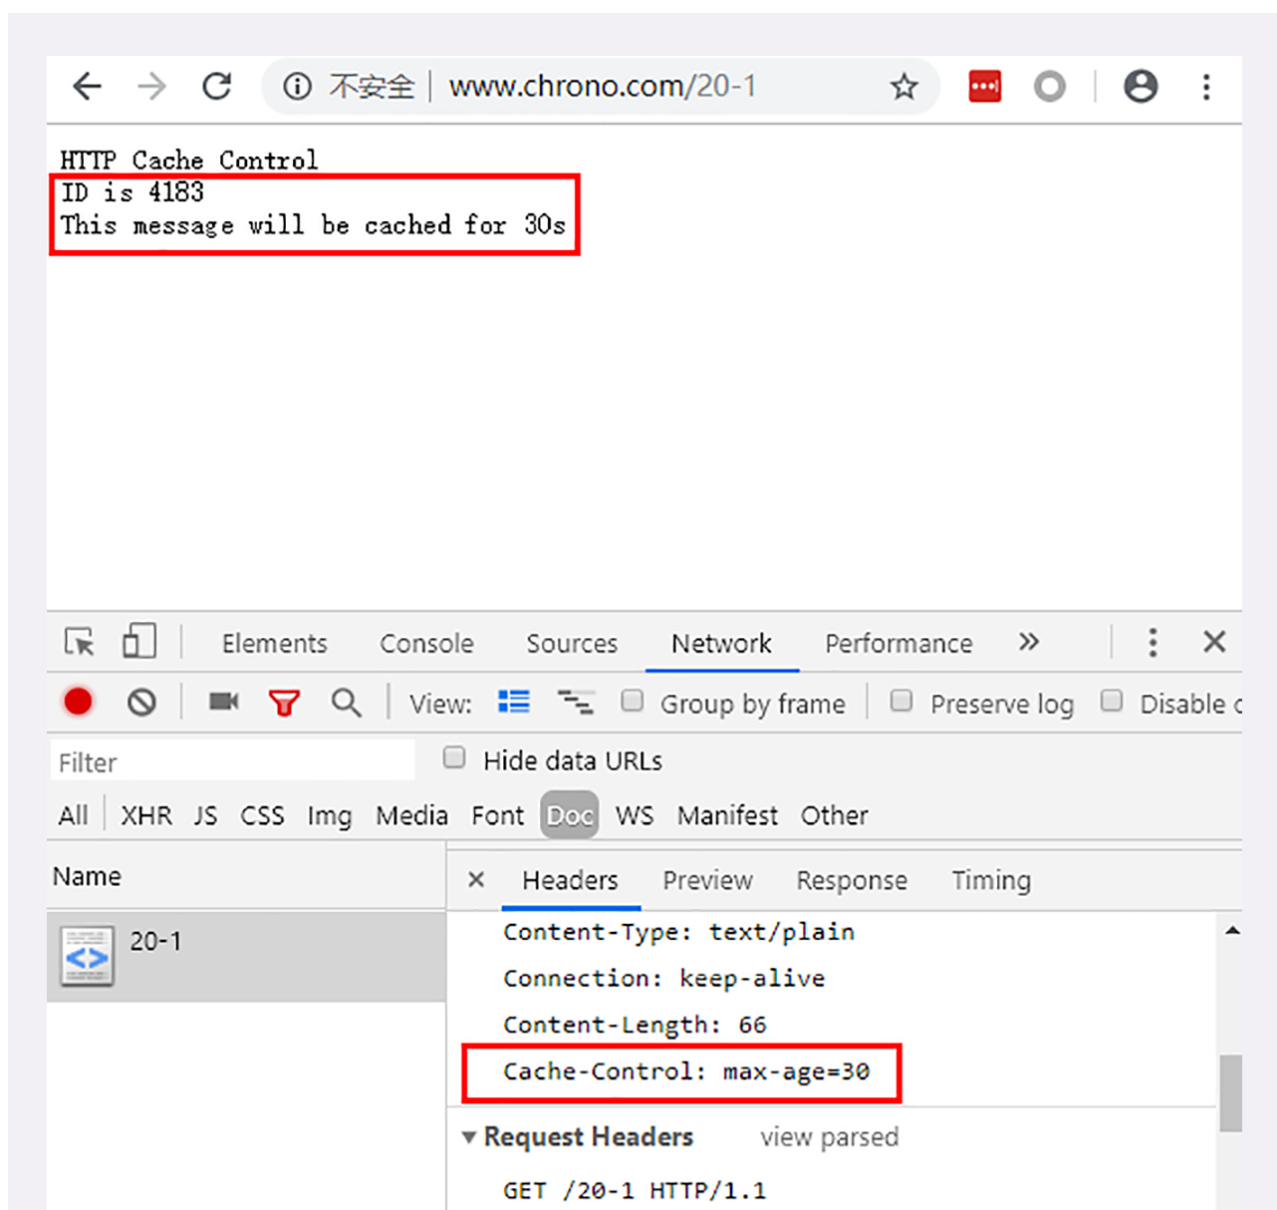 不安全 | www.chrono.com/20-1
HTTP Cache Control
ID is 4183
This message will be cached for 30s
Elements Console Sources Network Performance »
View: Group by frame Preserve log Disable c
Filter Hide data URLs
All XHR JS CSS Img Media Font Doc WS Manifest Other
Name
20-1
× Headers Preview Response Timing
Content-Type: text/plain
Connection: keep-alive
Content-Length: 66
Cache-Control: max-age=30
Request Headers view parsed
GET /20-1 HTTP/1.1